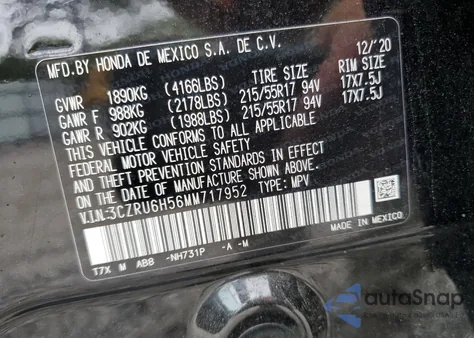 MFD.BY HONDA DE MEXICO S.A. DE C.V. 12/'20
TIRE SIZE RIM SIZE
GVWR 1890KG (4166LBS)
GAWR F 988KG (2178LBS) 215/55R17 94V 17X7.5J
GAWR R 902KG (1988LBS) 215/55R17 94V 17X7.5J
THIS VEHICLE CONFORMS TO ALL APPLICABLE
FEDERAL MOTOR VEHICLE SAFETY
AND THEFT PREVENTION STANDARDS IN EFFECT
ON THE DATE OF MANUFACTURE SHOWN ABOVE.
V.I.N.:3CZRU6H56MM717952 TYPE: MPV
T7X M AB8 -NH731P -A -M
MADE IN
MEXICO
autoSnap